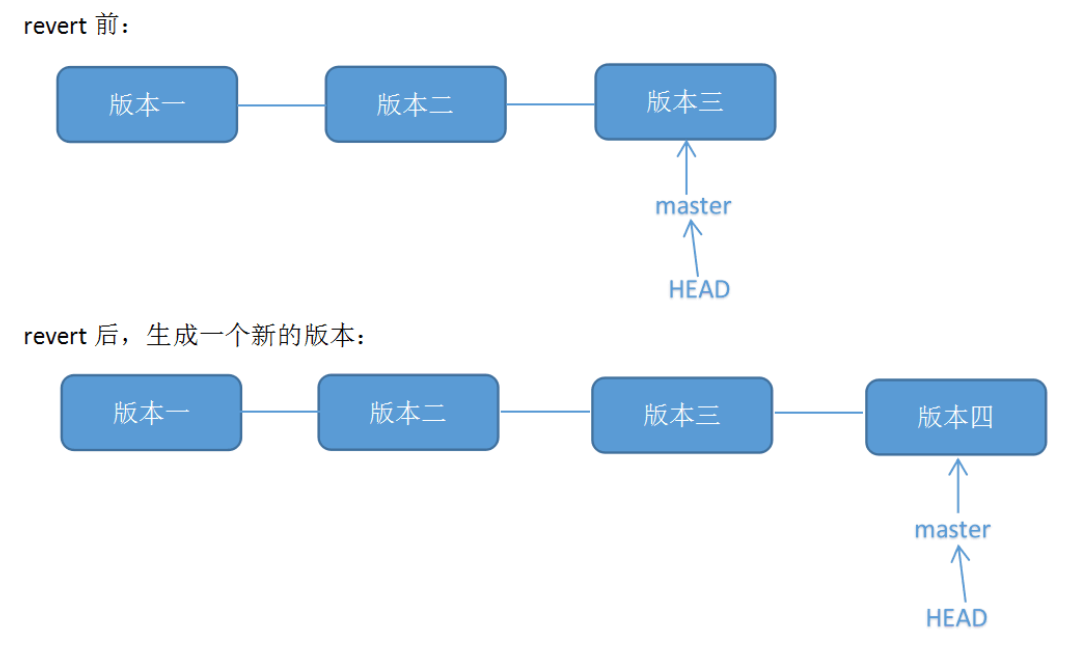 revert 前：
版本一 版本二 版本三
master
HEAD
revert 后，生成一个新的版本：
版本一 版本二 版本三 版本四
master
HEAD